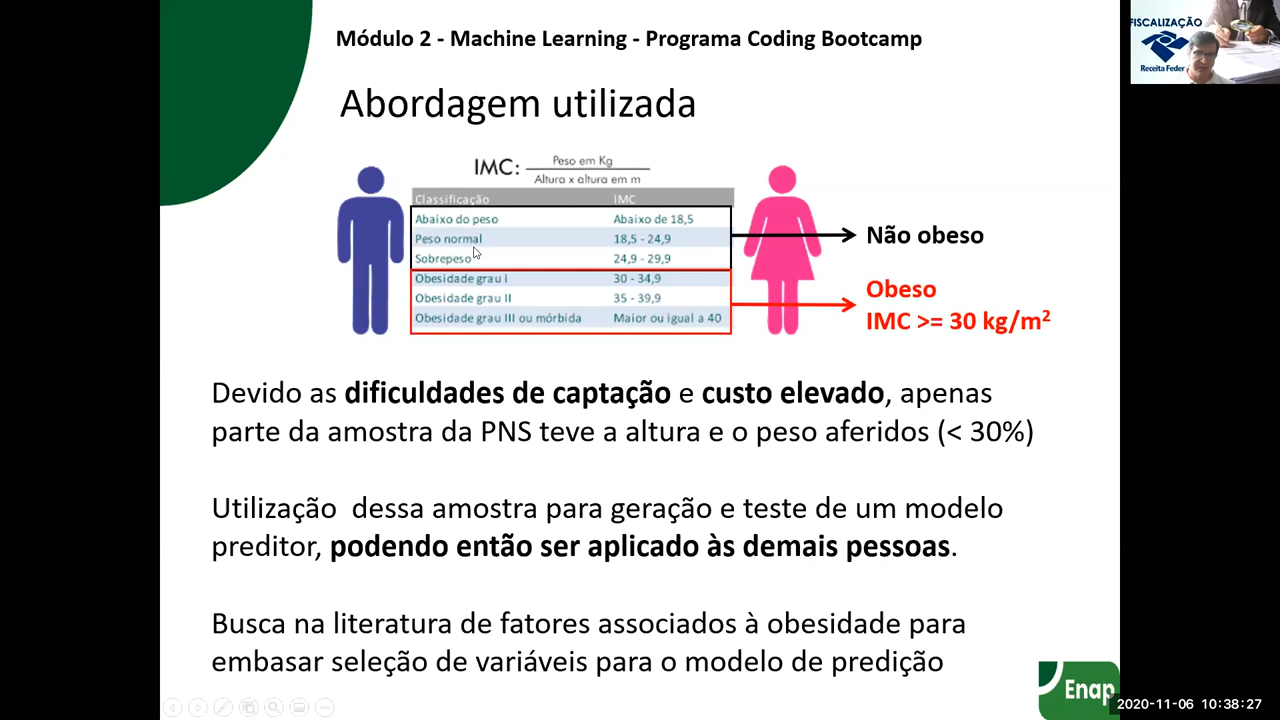 Módulo 2 - Machine Learning - Programa Coding Bootcamp
FISCALIZAÇÃO
Receita Feder
Abordagem utilizada
IMC: Peso em Kg
Altura x altura em m
Classificação IMC
Abaixo do peso Abaixo de 18,5
Peso normal 18,5 - 24,9
Sobrepeso 24,9 - 29,9
Obesidade grau I 30 - 34,9
Obesidade grau II 35 - 39,9
Obesidade grau III ou mórbida Maior ou igual a 40
Não obeso
Obeso
IMC >= 30 kg/m²
Devido as dificuldades de captação e custo elevado, apenas
parte da amostra da PNS teve a altura e o peso aferidos (< 30%)
Utilização dessa amostra para geração e teste de um modelo
preditor, podendo então ser aplicado às demais pessoas.
Busca na literatura de fatores associados à obesidade para
embasar seleção de variáveis para o modelo de predição
Enap
2020-11-06 10:38:27